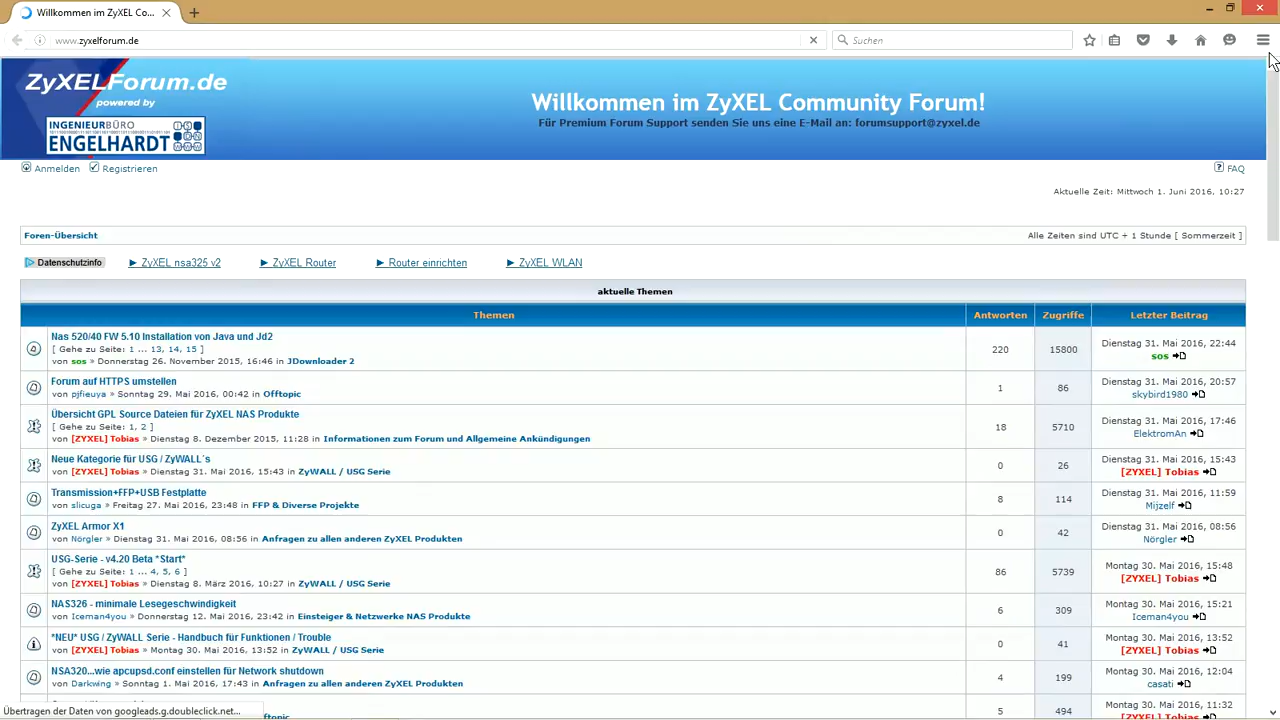 Willkommen im ZyXEL Co...
www.zyxelforum.de
Suchen
ZyXELForum.de
powered by
INGENIEURBÜRO
ENGELHARDT
Willkommen im ZyXEL Community Forum!
Für Premium Forum Support senden Sie uns eine E-Mail an: forumsupport@zyxel.de
Anmelden Registrieren FAQ
Aktuelle Zeit: Mittwoch 1. Juni 2016, 10:27
Foren-Übersicht Alle Zeiten sind UTC + 1 Stunde [ Sommerzeit ]
Datenschutzinfo ► ZyXEL nsa325 v2 ► ZyXEL Router ► Router einrichten ► ZyXEL WLAN
aktuelle Themen
Themen Antworten Zugriffe Letzter Beitrag
Nas 520/40 FW 5.10 Installation von Java und Jd2
[ Gehe zu Seite: 1 ... 13, 14, 15 ]
von sos » Donnerstag 26. November 2015, 16:46 in JDownloader 2
220 15800
Dienstag 31. Mai 2016, 22:44
sos
Forum auf HTTPS umstellen
von pjfieuya » Sonntag 29. Mai 2016, 00:42 in Offtopic
1 86
Dienstag 31. Mai 2016, 20:57
skybird1980
Übersicht GPL Source Dateien für ZyXEL NAS Produkte
[ Gehe zu Seite: 1, 2 ]
von [ZYXEL] Tobias » Dienstag 8. Dezember 2015, 11:28 in Informationen zum Forum und Allgemeine Ankündigungen
18 5710
Dienstag 31. Mai 2016, 17:46
ElektromAn
Neue Kategorie für USG / ZyWALL´s
von [ZYXEL] Tobias » Dienstag 31. Mai 2016, 15:43 in ZyWALL / USG Serie
0 26
Dienstag 31. Mai 2016, 15:43
[ZYXEL] Tobias
Transmission+FFP+USB Festplatte
von slicuga » Freitag 27. Mai 2016, 23:48 in FFP & Diverse Projekte
8 114
Dienstag 31. Mai 2016, 11:59
Mijzelf
ZyXEL Armor X1
von Nörgler » Dienstag 31. Mai 2016, 08:56 in Anfragen zu allen anderen ZyXEL Produkten
0 42
Dienstag 31. Mai 2016, 08:56
Nörgler
USG-Serie - v4.20 Beta *Start*
[ Gehe zu Seite: 1 ... 4, 5, 6 ]
von [ZYXEL] Tobias » Dienstag 8. März 2016, 10:27 in ZyWALL / USG Serie
86 5739
Montag 30. Mai 2016, 15:48
[ZYXEL] Tobias
NAS326 - minimale Lesegeschwindigkeit
von Iceman4you » Donnerstag 12. Mai 2016, 23:42 in Einsteiger & Netzwerke NAS Produkte
6 309
Montag 30. Mai 2016, 15:21
Iceman4you
*NEU* USG / ZyWALL Serie - Handbuch für Funktionen / Trouble
von [ZYXEL] Tobias » Montag 30. Mai 2016, 13:52 in ZyWALL / USG Serie
0 41
Montag 30. Mai 2016, 13:52
[ZYXEL] Tobias
NSA320...wie apcupsd.conf einstellen für Network shutdown
von Darkwing » Sonntag 1. Mai 2016, 17:43 in Anfragen zu allen anderen ZyXEL Produkten
4 199
Montag 30. Mai 2016, 12:04
casati
5 494
Montag 30. Mai 2016, 11:32
[ZYXEL] Tobias
Übertragen der Daten von googleads.g.doubleclick.net...